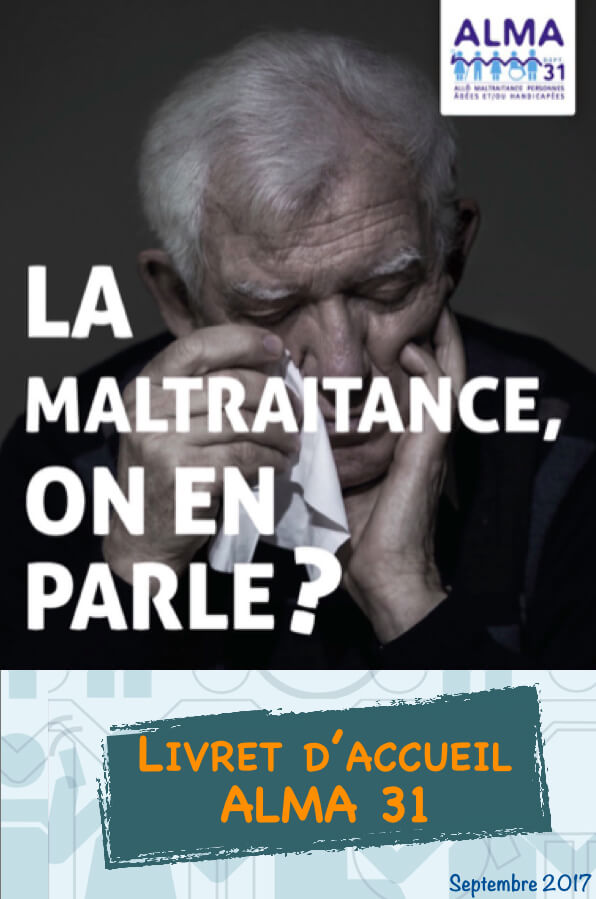 ALMA
DEPT
31
ALLÔ MALTRAITANCE PERSONNES
ÂGÉES ET/OU HANDICAPÉES
LA
MALTRAITANCE,
ON EN
PARLE?
LIVRET D'ACCUEIL
ALMA 31
Septembre 2017